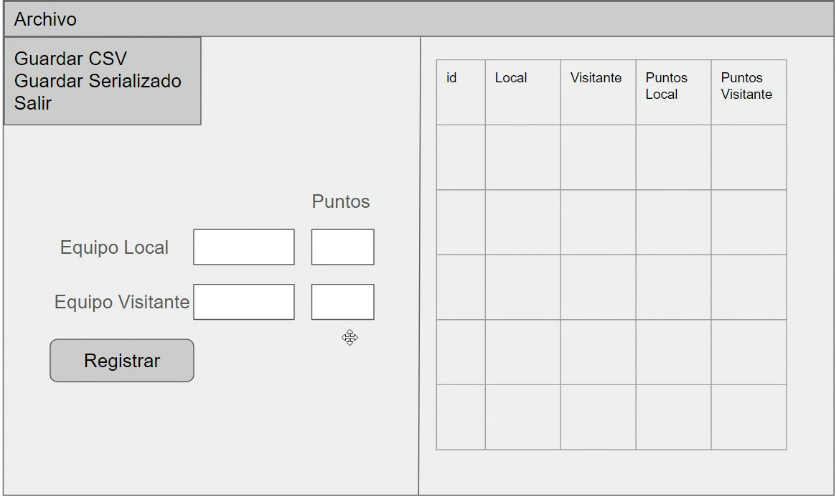 Archivo
Guardar CSV
Guardar Serializado
Salir
Puntos
Equipo Local
Equipo Visitante
Registrar
id Local Visitante Puntos Local Puntos Visitante